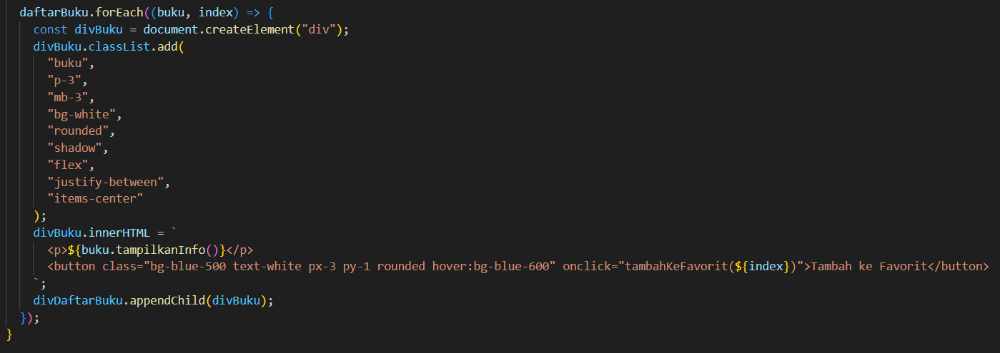 daftarBuku.forEach((buku, index) => {
const divBuku = document.createElement("div");
divBuku.classList.add(
"buku",
"p-3",
"mb-3",
"bg-white",
"rounded",
"shadow",
"flex",
"justify-between",
"items-center"
);
divBuku.innerHTML = `
<p>${buku.tampilkanInfo()}</p>
<button class="bg-blue-500 text-white px-3 py-1 rounded hover:bg-blue-600" onclick="tambahKeFavorit(${index})">Tambah ke Favorit</button>
`;
divDaftarBuku.appendChild(divBuku);
});
}